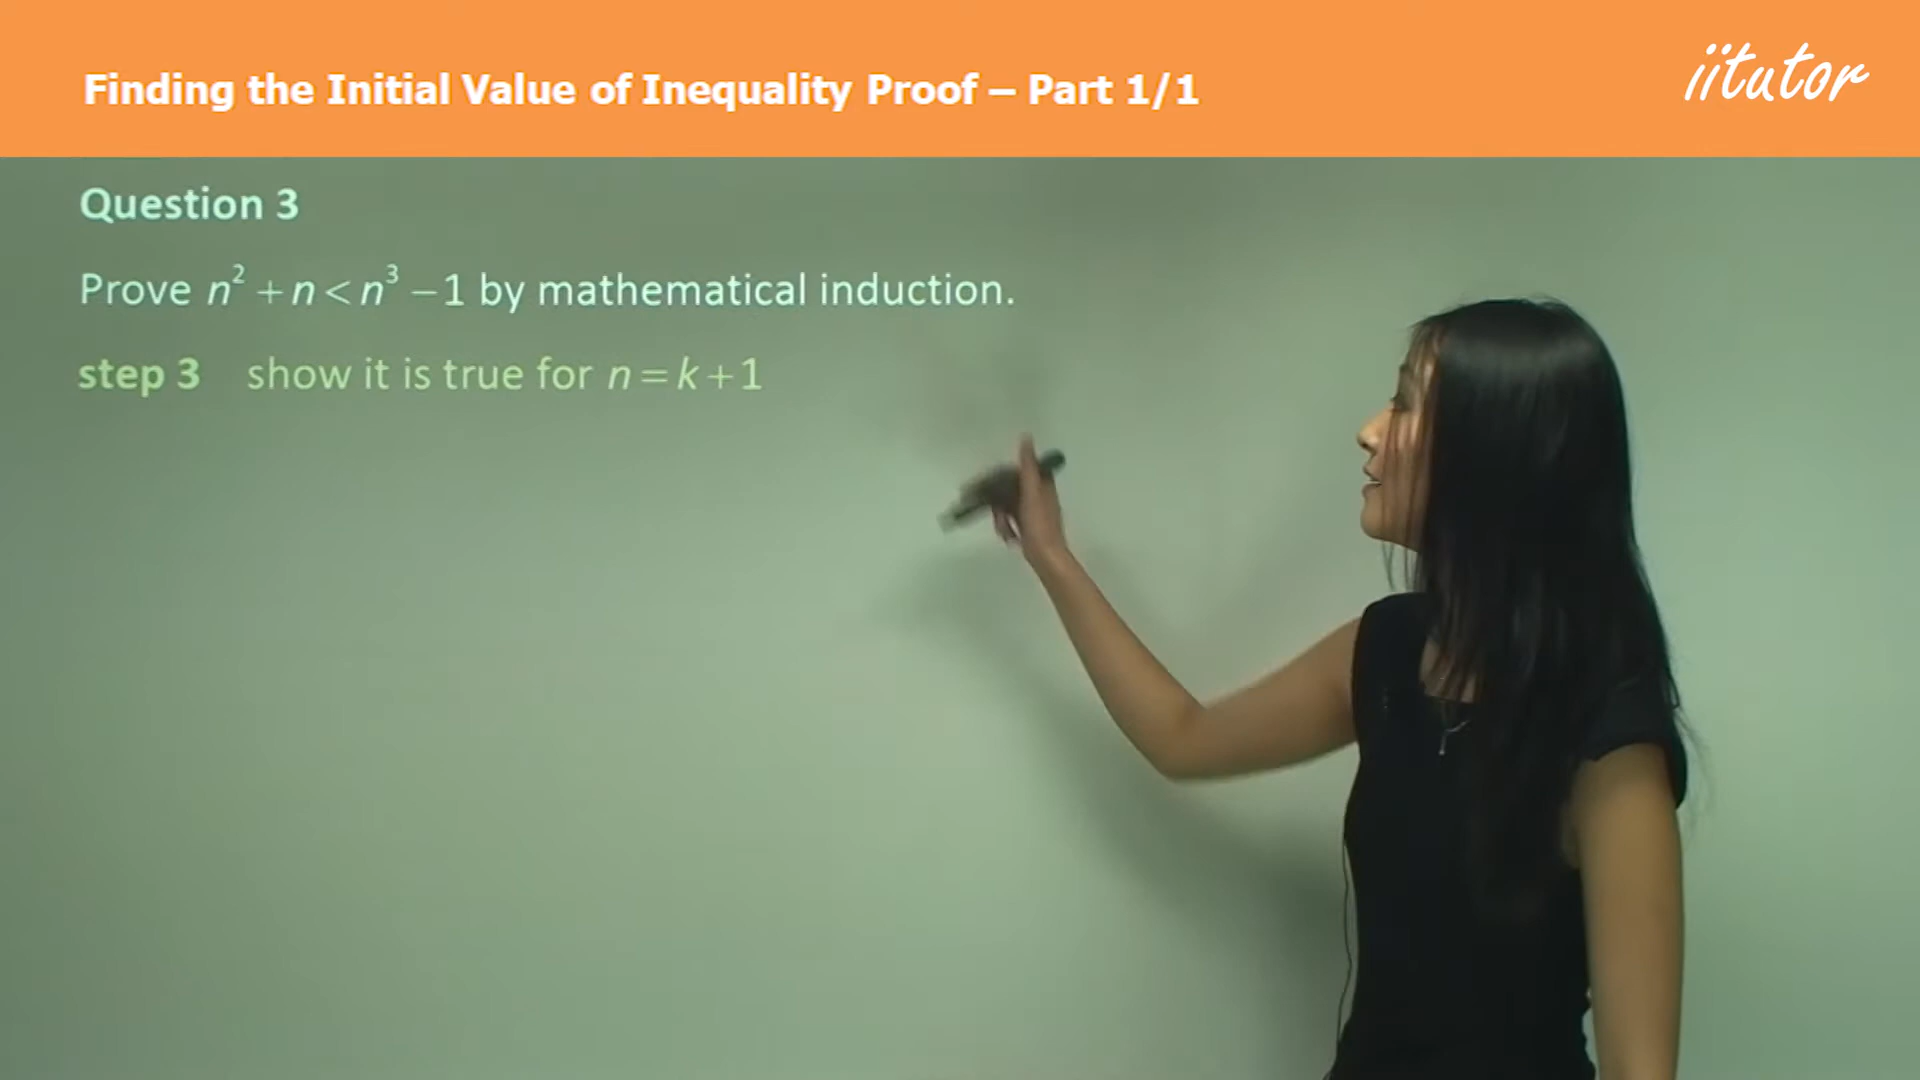 Finding the Initial Value of Inequality Proof – Part 1/1
iitutor
Question 3
Prove n² + n < n³ – 1 by mathematical induction.
step 3 show it is true for n = k + 1